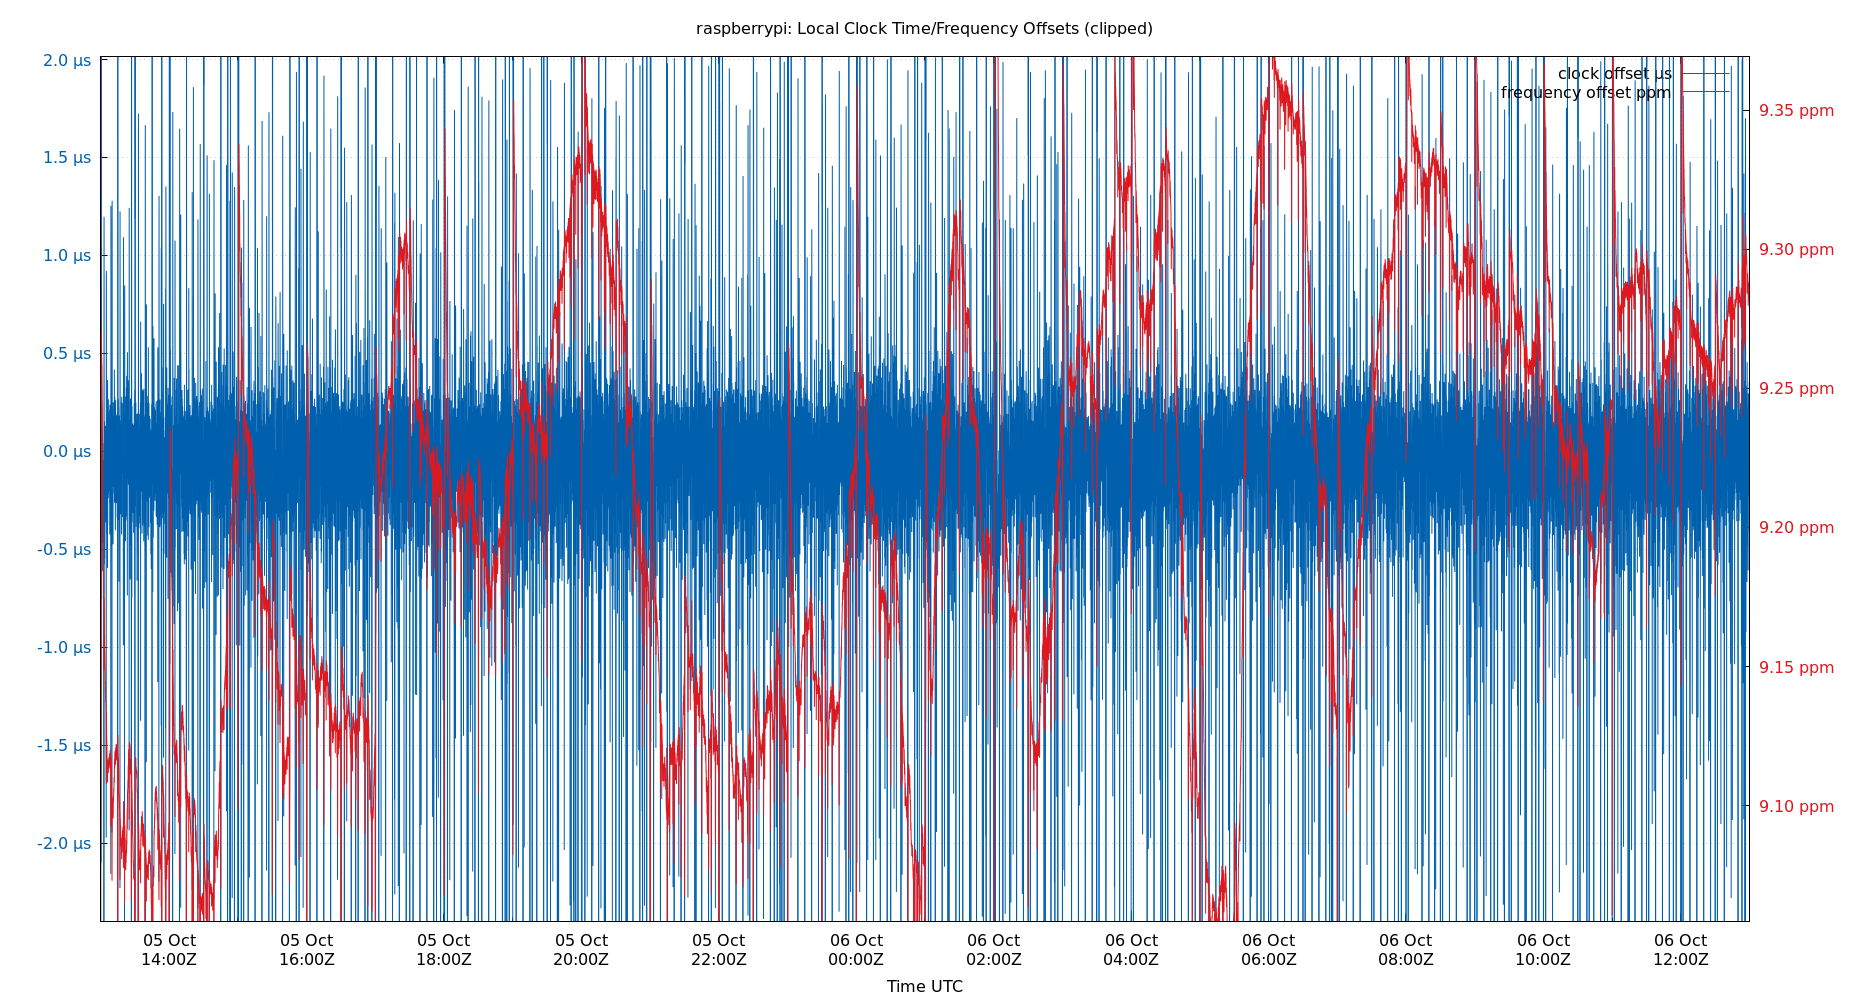 raspberrypi: Local Clock Time/Frequency Offsets (clipped)
2.0 µs
1.5 µs
1.0 µs
0.5 µs
0.0 µs
-0.5 µs
-1.0 µs
-1.5 µs
-2.0 µs
clock offset µs
frequency offset ppm
9.35 ppm
9.30 ppm
9.25 ppm
9.20 ppm
9.15 ppm
9.10 ppm
05 Oct 05 Oct 05 Oct 05 Oct 05 Oct 06 Oct 06 Oct 06 Oct 06 Oct 06 Oct 06 Oct 06 Oct
14:00Z 16:00Z 18:00Z 20:00Z 22:00Z 00:00Z 02:00Z 04:00Z 06:00Z 08:00Z 10:00Z 12:00Z
Time UTC